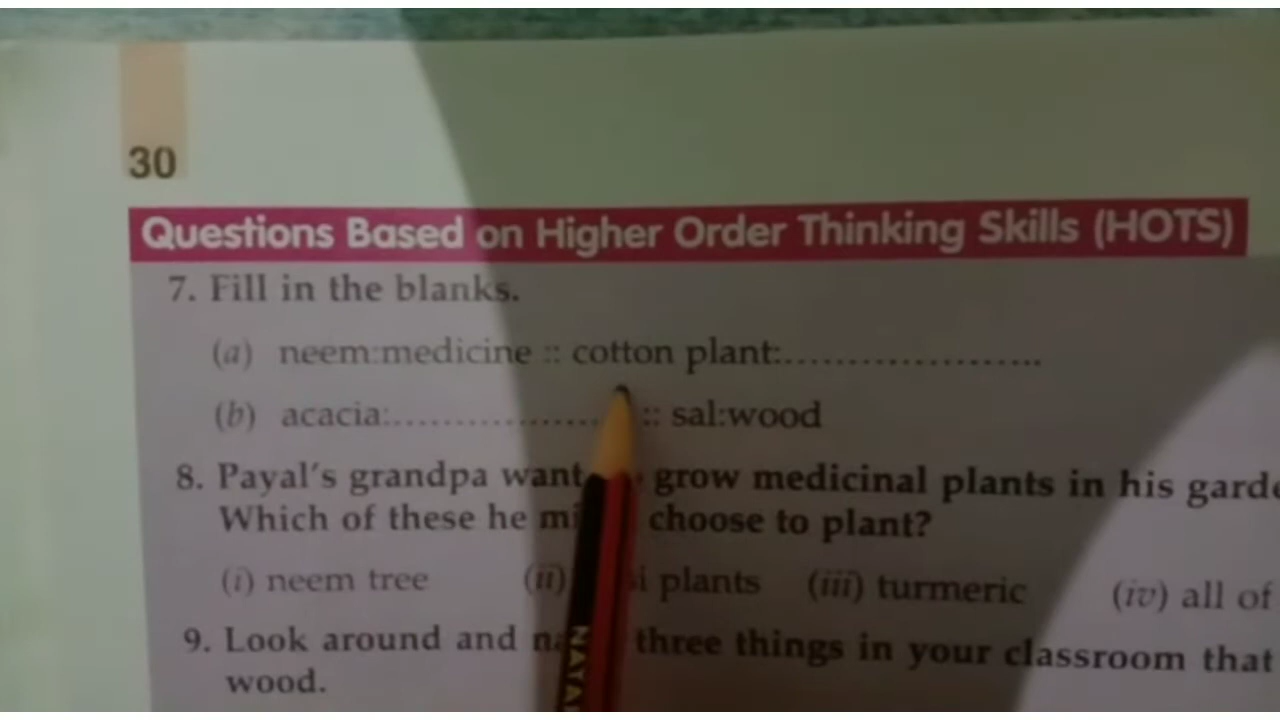 30
Questions Based on Higher Order Thinking Skills (HOTS)
7. Fill in the blanks.
(a) neem:medicine :: cotton plant:.....................
(b) acacia:................. :: sal:wood
8. Payal's grandpa want grow medicinal plants in his
Which of these he choose to plant?
(i) neem tree (ii) plants (iii) turmeric (iv) all of
9. Look around and three things in your classroom that
wood.